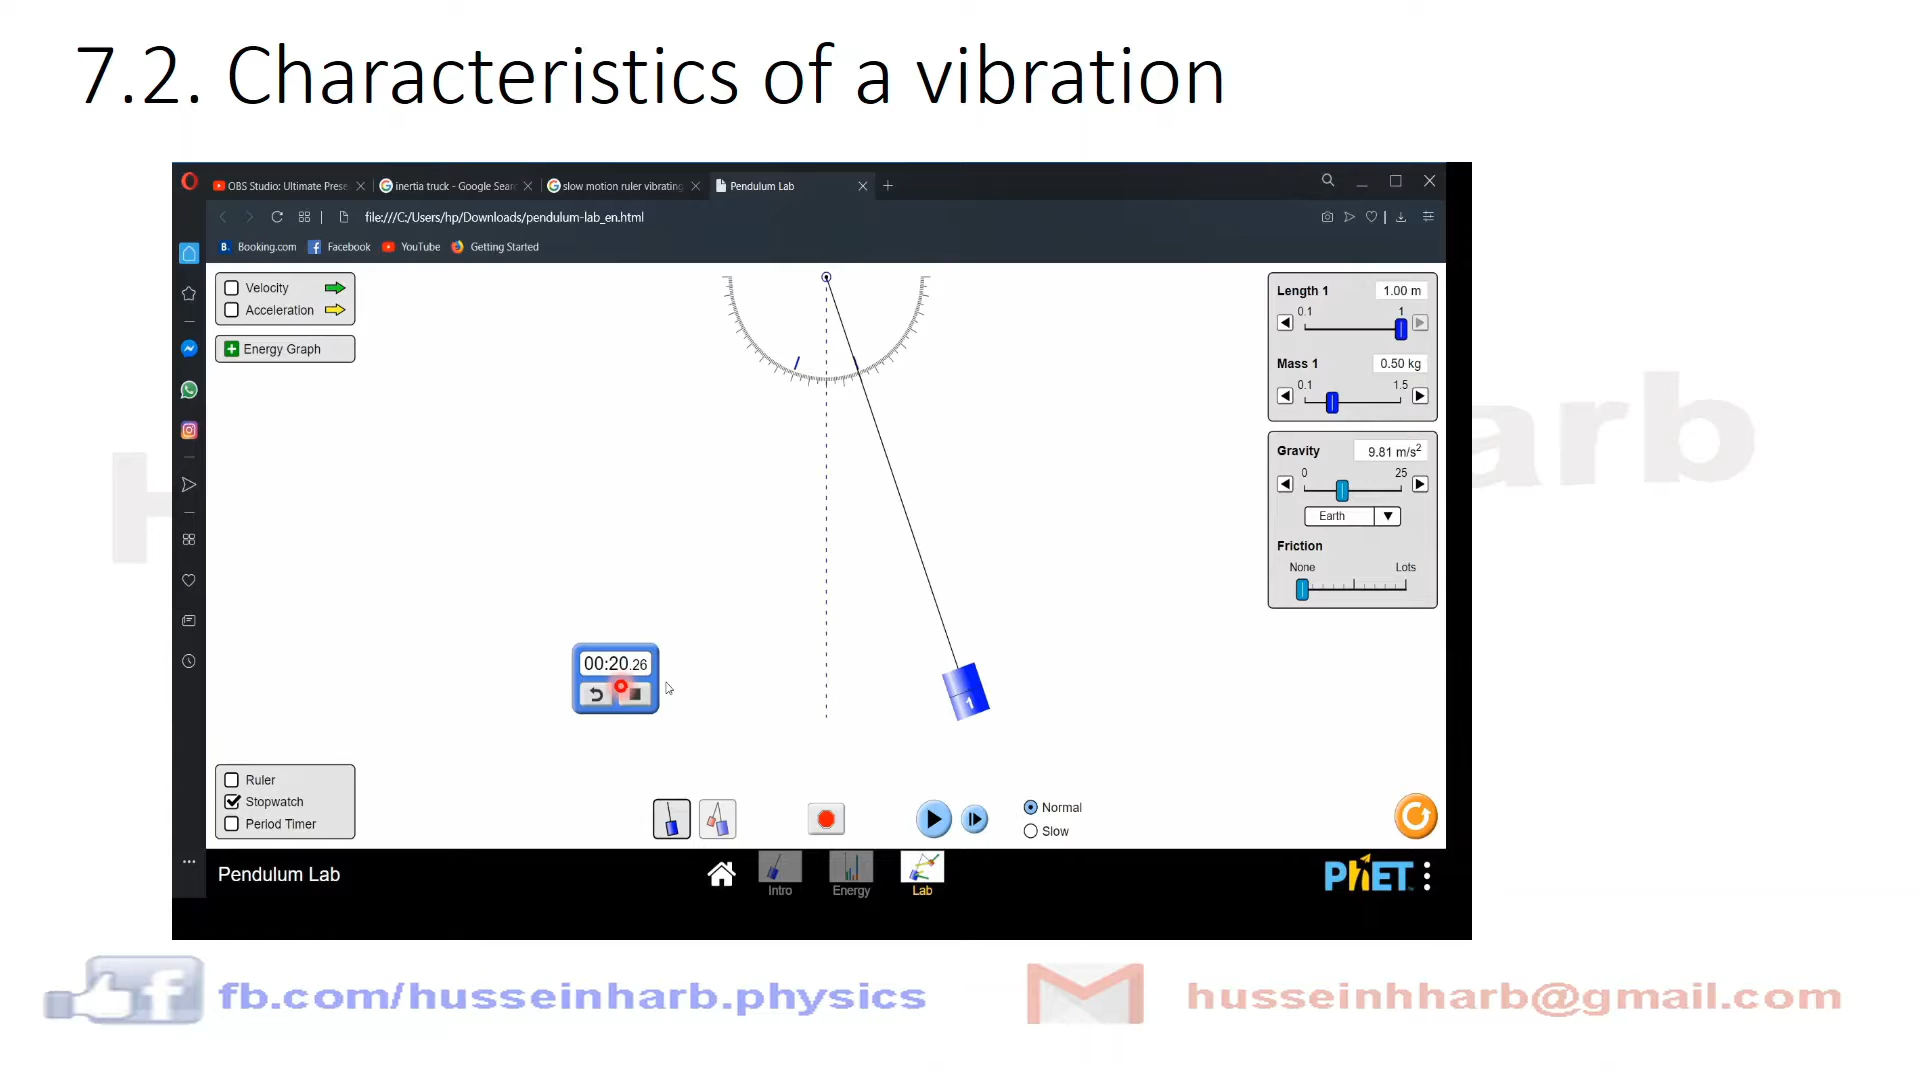 7.2. Characteristics of a vibration
OBS Studio: Ultimate Prese
inertia truck - Google Sear
slow motion ruler vibrating
Pendulum Lab
file:///C:/Users/hp/Downloads/pendulum-lab_en.html
B. Booking.com
Facebook
YouTube
Getting Started
Velocity
Acceleration
Energy Graph
Length 1 1.00 m
0.1 1
Mass 1 0.50 kg
0.1 1.5
Gravity 9.81 m/s²
0 25
Earth
Friction
None Lots
00:20.26
1
Ruler
Stopwatch
Period Timer
Normal
Slow
Pendulum Lab
Intro
Energy
Lab
PhET
fb.com/husseinharb.physics
husseinhharb@gmail.com